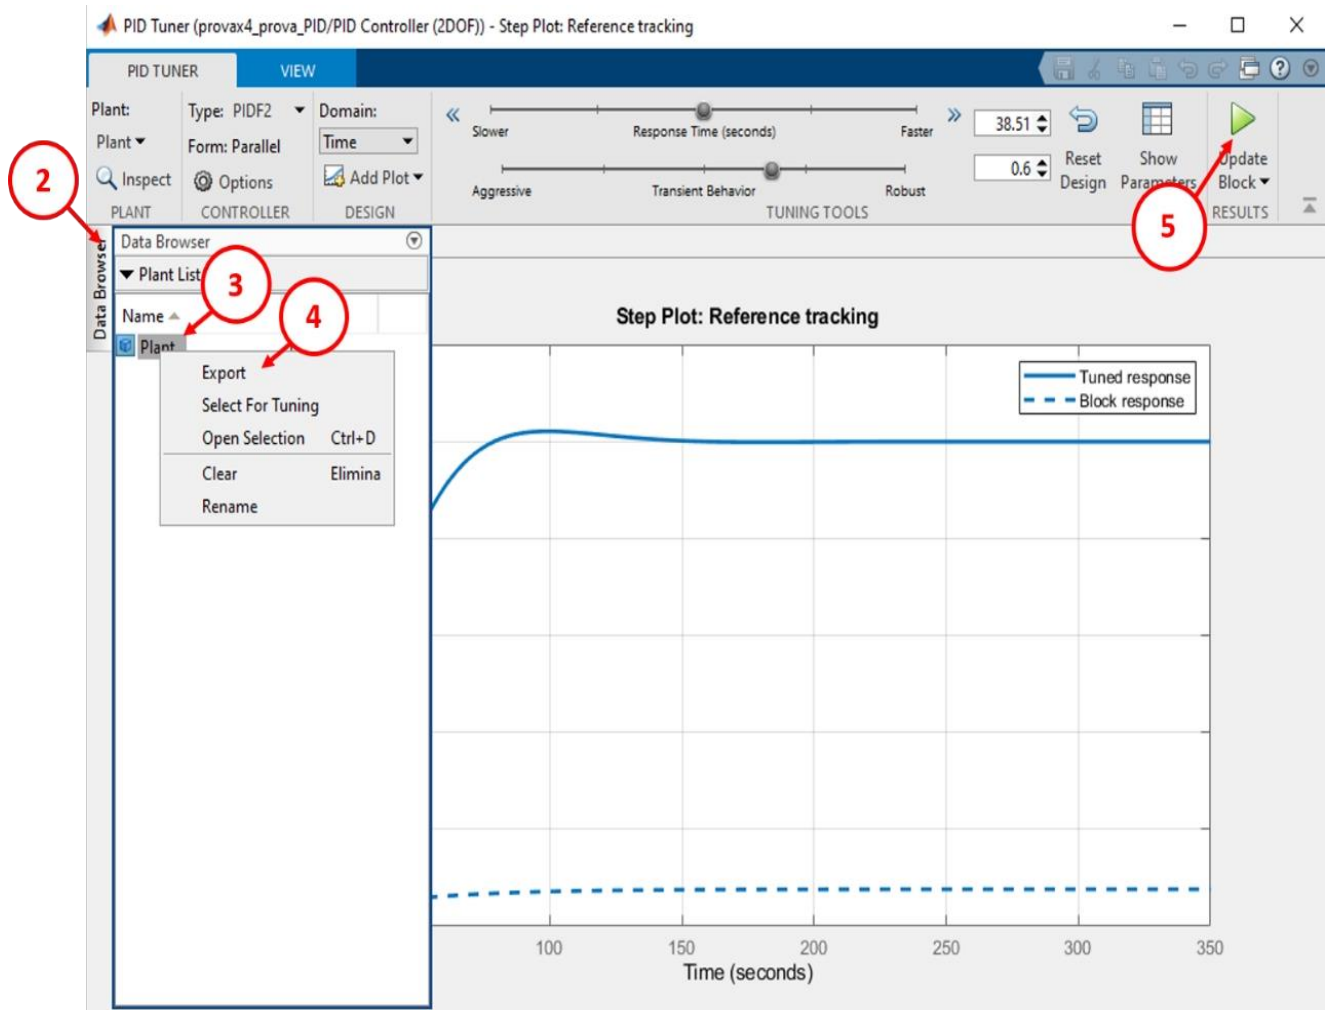 PID Tuner (provax4_prova_PID/PID Controller (2DOF)) - Step Plot: Reference tracking
PID TUNER
VIEW
Plant:
Plant
Inspect
PLANT
Type: PIDF2
Form: Parallel
Options
CONTROLLER
Domain:
Time
Add Plot
DESIGN
Slower
Response Time (seconds)
Faster
38.51
Aggressive
Transient Behavior
Robust
0.6
TUNING TOOLS
Reset
Design
Show
Parameters
Update
Block
RESULTS
2
5
Data Browser
Data Browser
Plant List
3
4
Name
Plant
Export
Select For Tuning
Open Selection Ctrl+D
Clear Elimina
Rename
Step Plot: Reference tracking
Tuned response
Block response
100 150 200 250 300 350
Time (seconds)